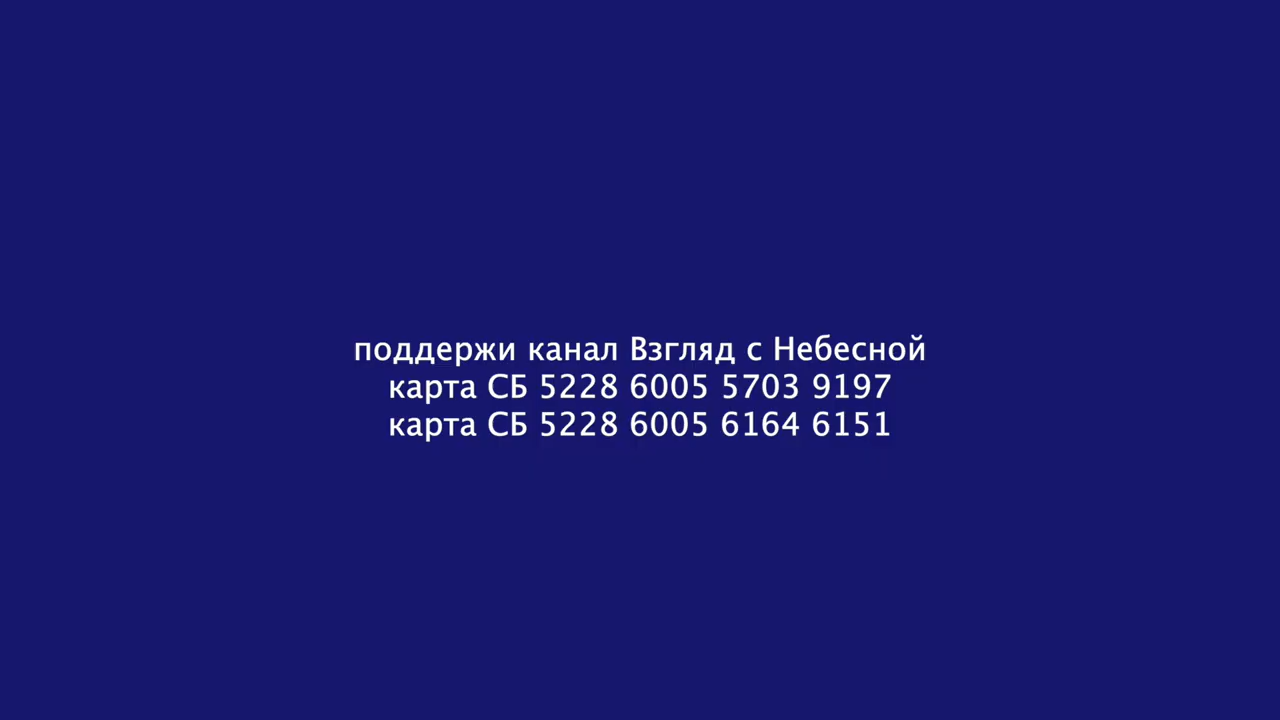 поддержи канал Взгляд с Небесной
карта СБ 5228 6005 5703 9197
карта СБ 5228 6005 6164 6151